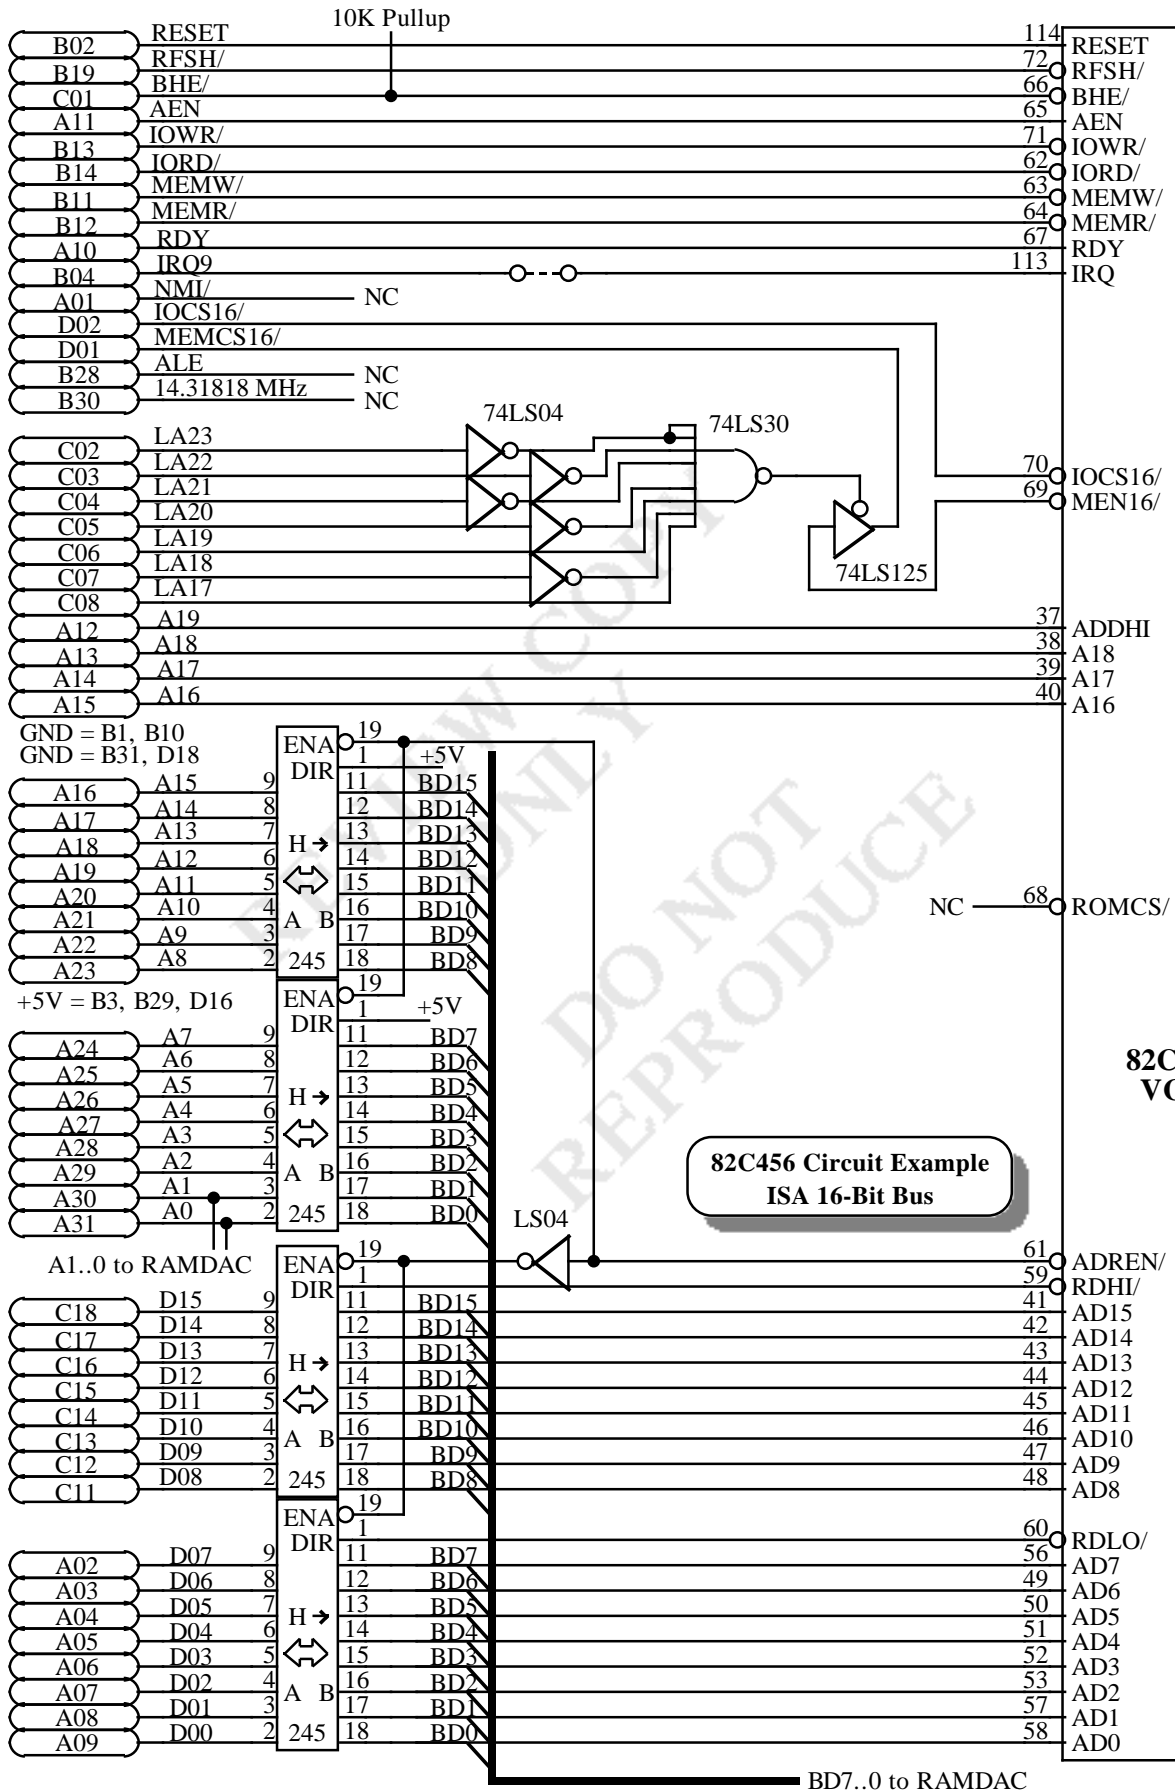 10K Pullup
B02 RESET 114 RESET
B19 RFSH/ 72 RFSH/
C01 BHE/ 66 BHE/
A11 AEN 65 AEN
B13 IOWR/ 71 IOWR/
B14 IORD/ 62 IORD/
B11 MEMW/ 63 MEMW/
B12 MEMR/ 64 MEMR/
A10 RDY 67 RDY
B04 IRQ9 113 IRQ
A01 NMI/ NC
D02 IOCS16/
D01 MEMCS16/
B28 ALE NC
B30 14.31818 MHz NC
74LS04 74LS30
C02 LA23
C03 LA22 70 IOCS16/
C04 LA21 69 MEN16/
C05 LA20
C06 LA19
C07 LA18 74LS125
C08 LA17
A12 A19 37 ADDHI
A13 A18 38 A18
A14 A17 39 A17
A15 A16 40 A16
GND = B1, B10
GND = B31, D18
ENA 19
DIR 1 +5V
A16 A15 9 11 BD15
A17 A14 8 12 BD14
A18 A13 7 H 13 BD13
A19 A12 6 14 BD12
A20 A11 5 15 BD11
A21 A10 4 A B 16 BD10
A22 A9 3 17 BD9
A23 A8 2 245 18 BD8
NC 68 ROMCS/
+5V = B3, B29, D16
ENA 19
DIR 1 +5V
A24 A7 9 11 BD7
A25 A6 8 12 BD6
A26 A5 7 H 13 BD5
A27 A4 6 14 BD4
A28 A3 5 15 BD3
A29 A2 4 A B 16 BD2
A30 A1 3 17 BD1
A31 A0 2 245 18 BD0
82C
VG
82C456 Circuit Example
ISA 16-Bit Bus
LS04
A1..0 to RAMDAC
ENA 19 61 ADREN/
DIR 1 59 RDHI/
C18 D15 9 11 BD15 41 AD15
C17 D14 8 12 BD14 42 AD14
C16 D13 7 H 13 BD13 43 AD13
C15 D12 6 14 BD12 44 AD12
C14 D11 5 15 BD11 45 AD11
C13 D10 4 A B 16 BD10 46 AD10
C12 D09 3 17 BD9 47 AD9
C11 D08 2 245 18 BD8 48 AD8
ENA 19
DIR 1 60 RDLO/
A02 D07 9 11 BD7 56 AD7
A03 D06 8 12 BD6 49 AD6
A04 D05 7 H 13 BD5 50 AD5
A05 D04 6 14 BD4 51 AD4
A06 D03 5 15 BD3 52 AD3
A07 D02 4 A B 16 BD2 53 AD2
A08 D01 3 17 BD1 57 AD1
A09 D00 2 245 18 BD0 58 AD0
BD7..0 to RAMDAC
REVIEW COPY
ONLY
DO NOT
REPRODUCE